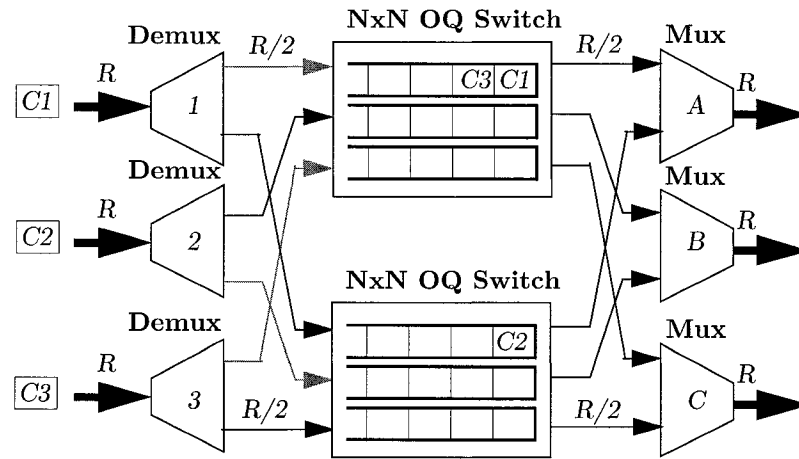 NxN OQ Switch
Demux
R/2
R/2
Mux
R
C1
1
C3 C1
A
R
Demux
Mux
R
C2
2
B
R
NxN OQ Switch
Demux
Mux
R
C2
C3
3
R/2
R/2
C
R